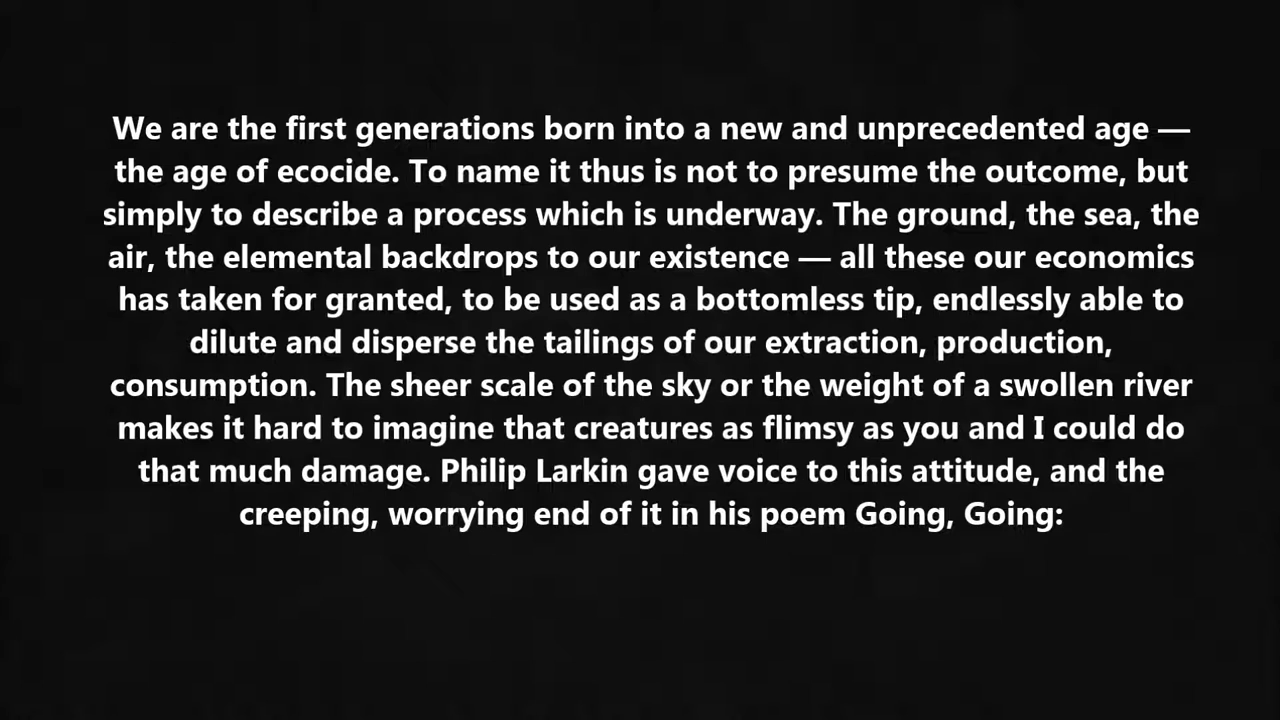 We are the first generations born into a new and unprecedented age —
the age of ecocide. To name it thus is not to presume the outcome, but
simply to describe a process which is underway. The ground, the sea, the
air, the elemental backdrops to our existence — all these our economics
has taken for granted, to be used as a bottomless tip, endlessly able to
dilute and disperse the tailings of our extraction, production,
consumption. The sheer scale of the sky or the weight of a swollen river
makes it hard to imagine that creatures as flimsy as you and I could do
that much damage. Philip Larkin gave voice to this attitude, and the
creeping, worrying end of it in his poem Going, Going: